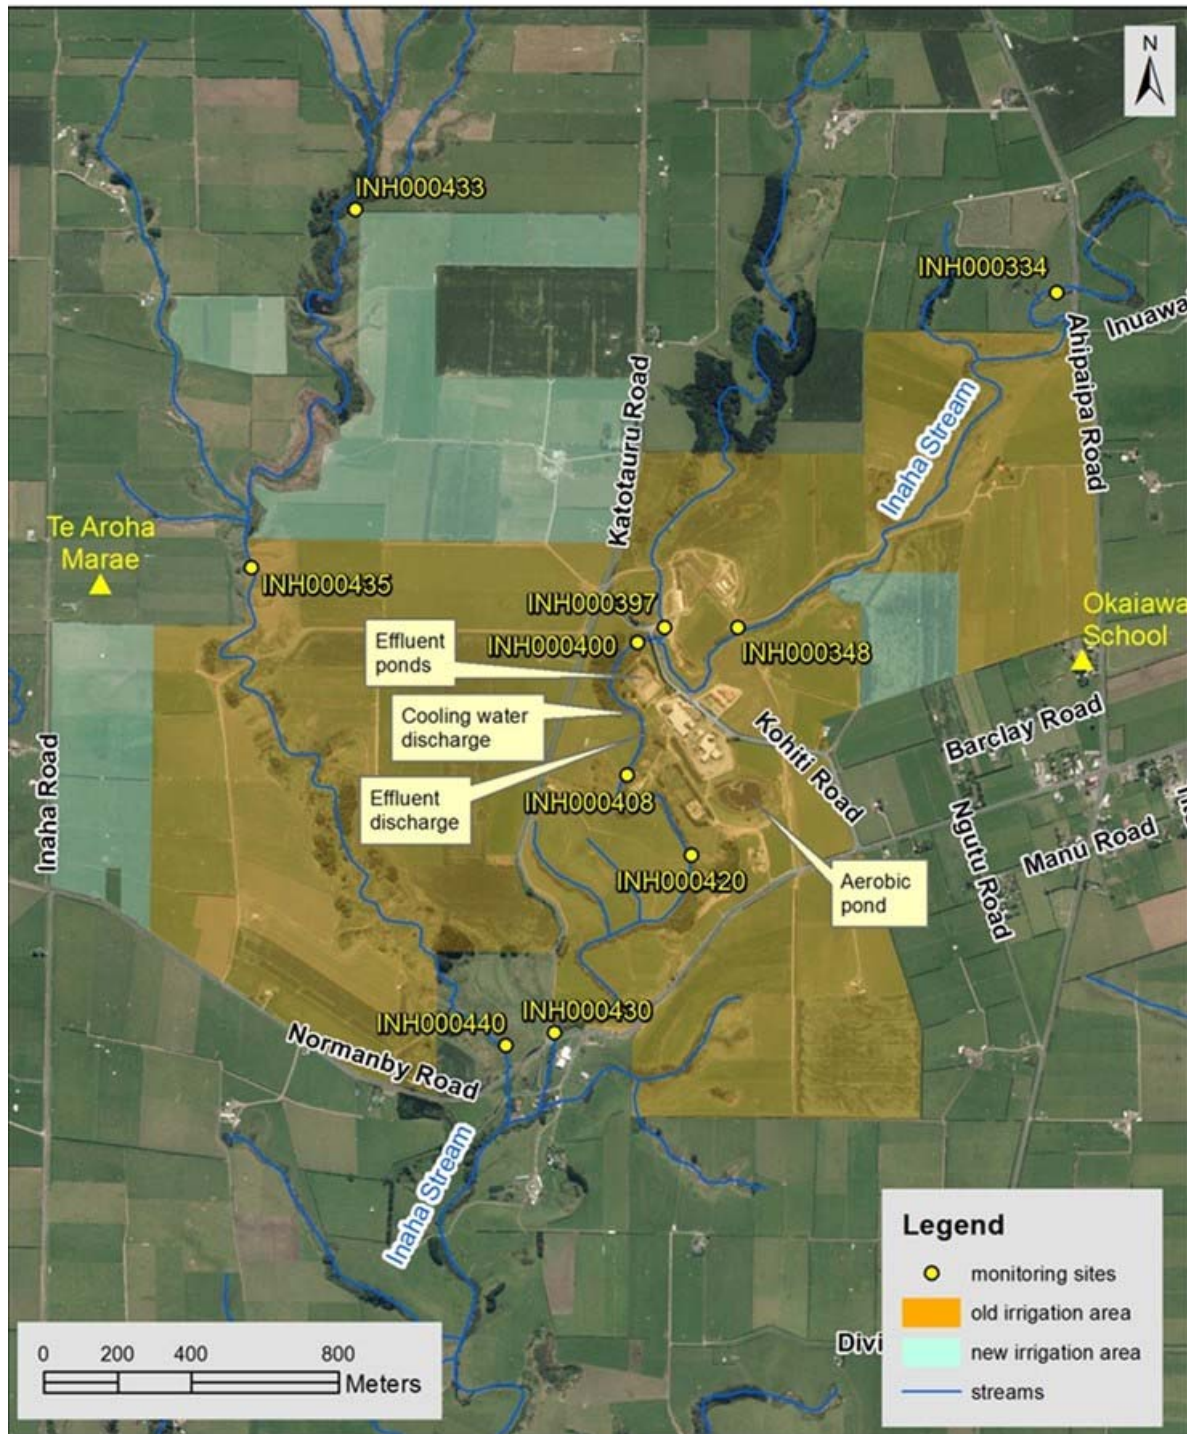 N
INH000433
INH000334
Inuawa
Ahipaipa Road
Katotauru Road
Inaha Stream
Te Aroha
Marae
INH000435
INH000397
INH000400
INH000348
Okaiawa
School
Effluent
ponds
Cooling water
discharge
Effluent
discharge
Kohiti Road
Barclay Road
INH000408
Inaha Road
Ngutu Road
Manu Road
INH000420
Aerobic
pond
INH000440
INH000430
Normanby Road
Inaha Stream
Legend
monitoring sites
old irrigation area
new irrigation area
streams
Divi
0 200 400 800
Meters